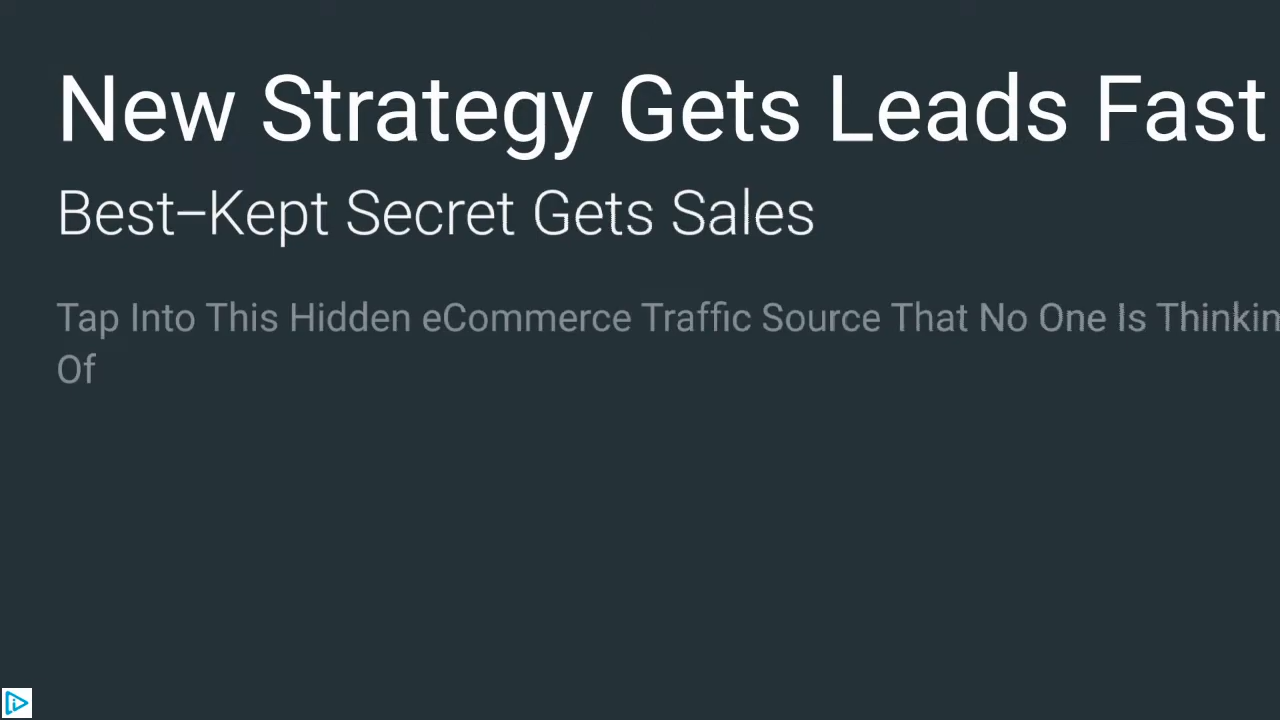 New Strategy Gets Leads Fast
Best–Kept Secret Gets Sales
Tap Into This Hidden eCommerce Traffic Source That No One Is Thinkin
Of